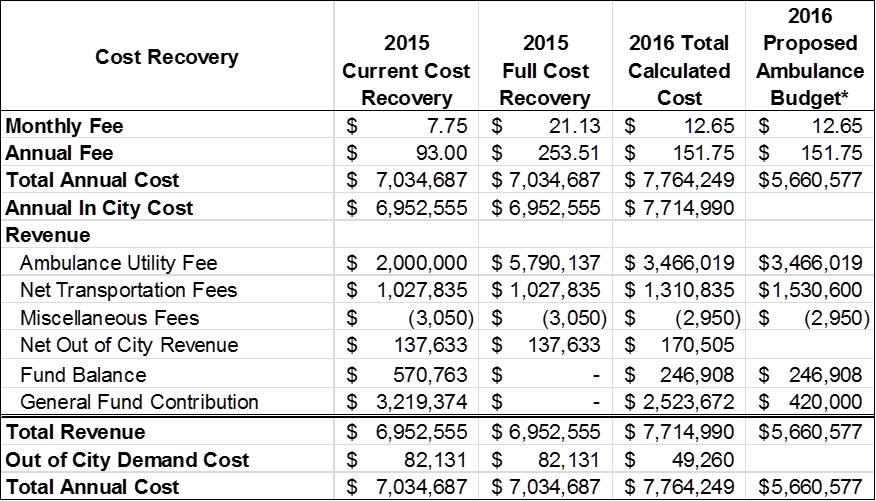 Cost Recovery | 2015 Current Cost Recovery | 2015 Full Cost Recovery | 2016 Total Calculated Cost | 2016 Proposed Ambulance Budget*
Monthly Fee | $ 7.75 | $ 21.13 | $ 12.65 | $ 12.65
Annual Fee | $ 93.00 | $ 253.51 | $ 151.75 | $ 151.75
Total Annual Cost | $ 7,034,687 | $ 7,034,687 | $ 7,764,249 | $5,660,577
Annual In City Cost | $ 6,952,555 | $ 6,952,555 | $ 7,714,990
Revenue
Ambulance Utility Fee | $ 2,000,000 | $ 5,790,137 | $ 3,466,019 | $3,466,019
Net Transportation Fees | $ 1,027,835 | $ 1,027,835 | $ 1,310,835 | $1,530,600
Miscellaneous Fees | $ (3,050) | $ (3,050) | $ (2,950) | $ (2,950)
Net Out of City Revenue | $ 137,633 | $ 137,633 | $ 170,505
Fund Balance | $ 570,763 | $ - | $ 246,908 | $ 246,908
General Fund Contribution | $ 3,219,374 | $ - | $ 2,523,672 | $ 420,000
Total Revenue | $ 6,952,555 | $ 6,952,555 | $ 7,714,990 | $5,660,577
Out of City Demand Cost | $ 82,131 | $ 82,131 | $ 49,260
Total Annual Cost | $ 7,034,687 | $ 7,034,687 | $ 7,764,249 | $5,660,577